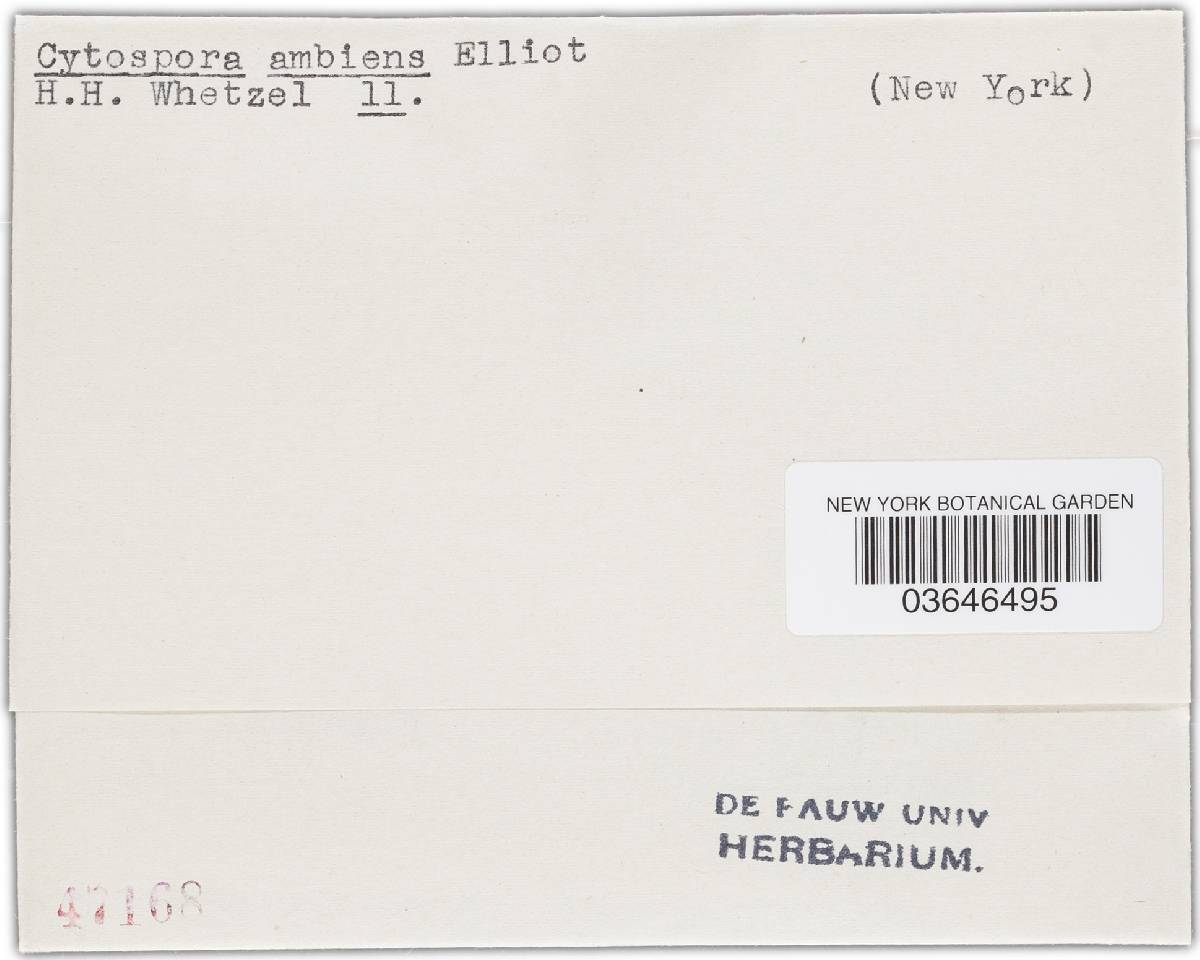 Cytospora ambiens Elliot
H.H. Whetzel 11.
(New York)
NEW YORK BOTANICAL GARDEN
03646495
DE PAUW UNIV
HERBARIUM.
47168